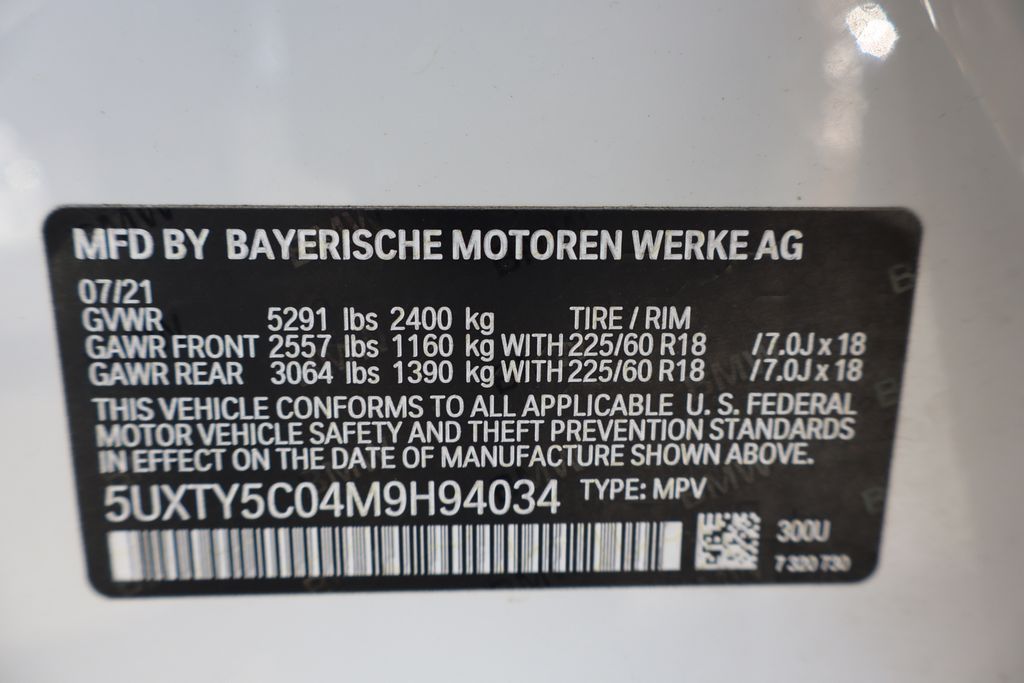 MFD BY BAYERISCHE MOTOREN WERKE AG
07/21
GVWR 5291 lbs 2400 kg TIRE / RIM
GAWR FRONT 2557 lbs 1160 kg WITH 225/60 R18 /7.0J x 18
GAWR REAR 3064 lbs 1390 kg WITH 225/60 R18 /7.0J x 18
THIS VEHICLE CONFORMS TO ALL APPLICABLE U. S. FEDERAL
MOTOR VEHICLE SAFETY AND THEFT PREVENTION STANDARDS
IN EFFECT ON THE DATE OF MANUFACTURE SHOWN ABOVE.
5UXTY5C04M9H94034 TYPE: MPV
300U
7 320 730